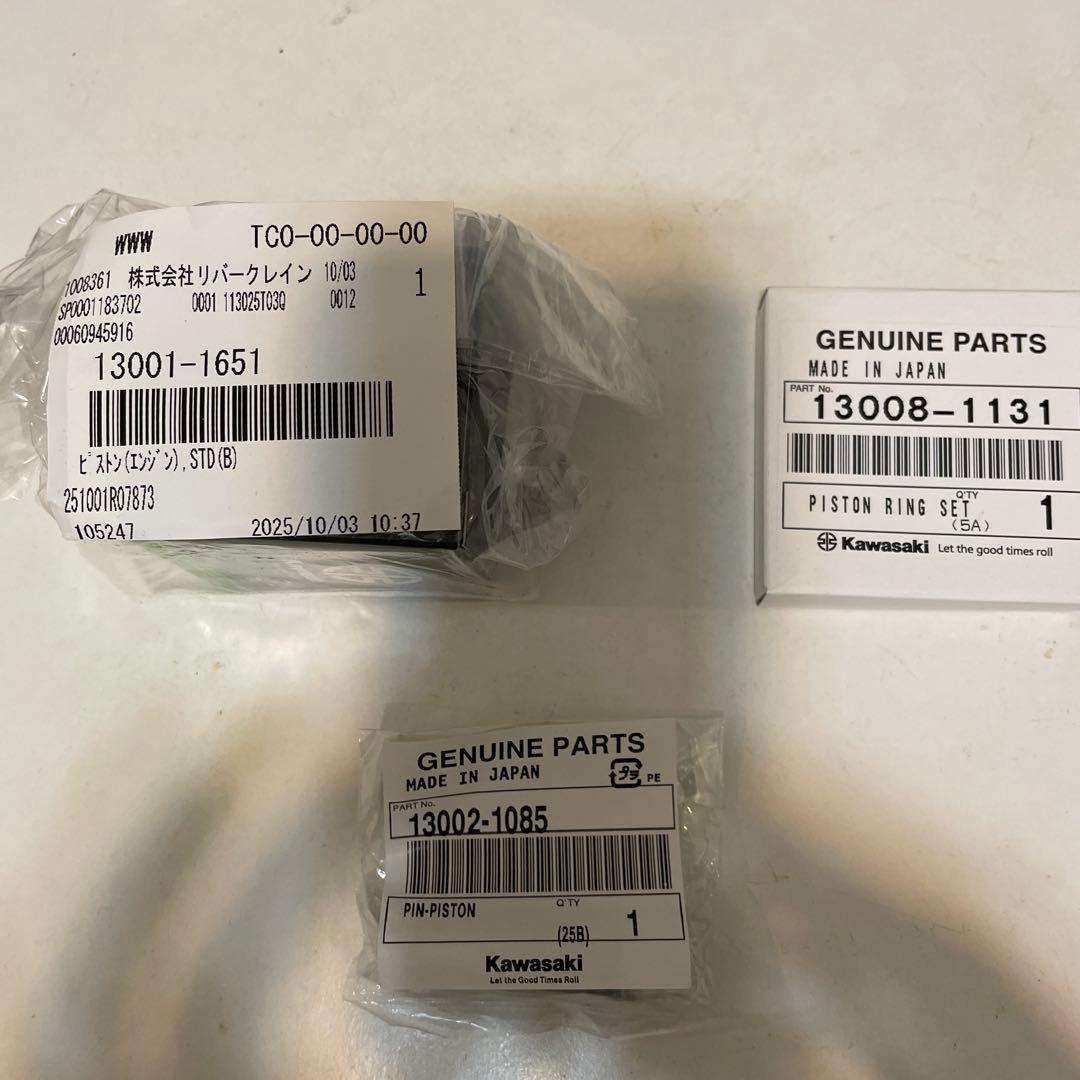 WWW TC0-00-00-00
1008361 株式会社リバークレイン 10/03 1
SP0001183702 0001 113025T03Q 0012
00060945916
13001-1651
ピストン(エンジン),STD(B)
251001R07873
105247 2025/10/03 10:37
GENUINE PARTS
MADE IN JAPAN
PART No.
13008-1131
PISTON RING SET Q'TY 1
(5A)
Kawasaki Let the good times roll
GENUINE PARTS
MADE IN JAPAN プラ PE
PART No.
13002-1085
PIN-PISTON Q'TY 1
(25B)
Kawasaki
Let the Good Times Roll